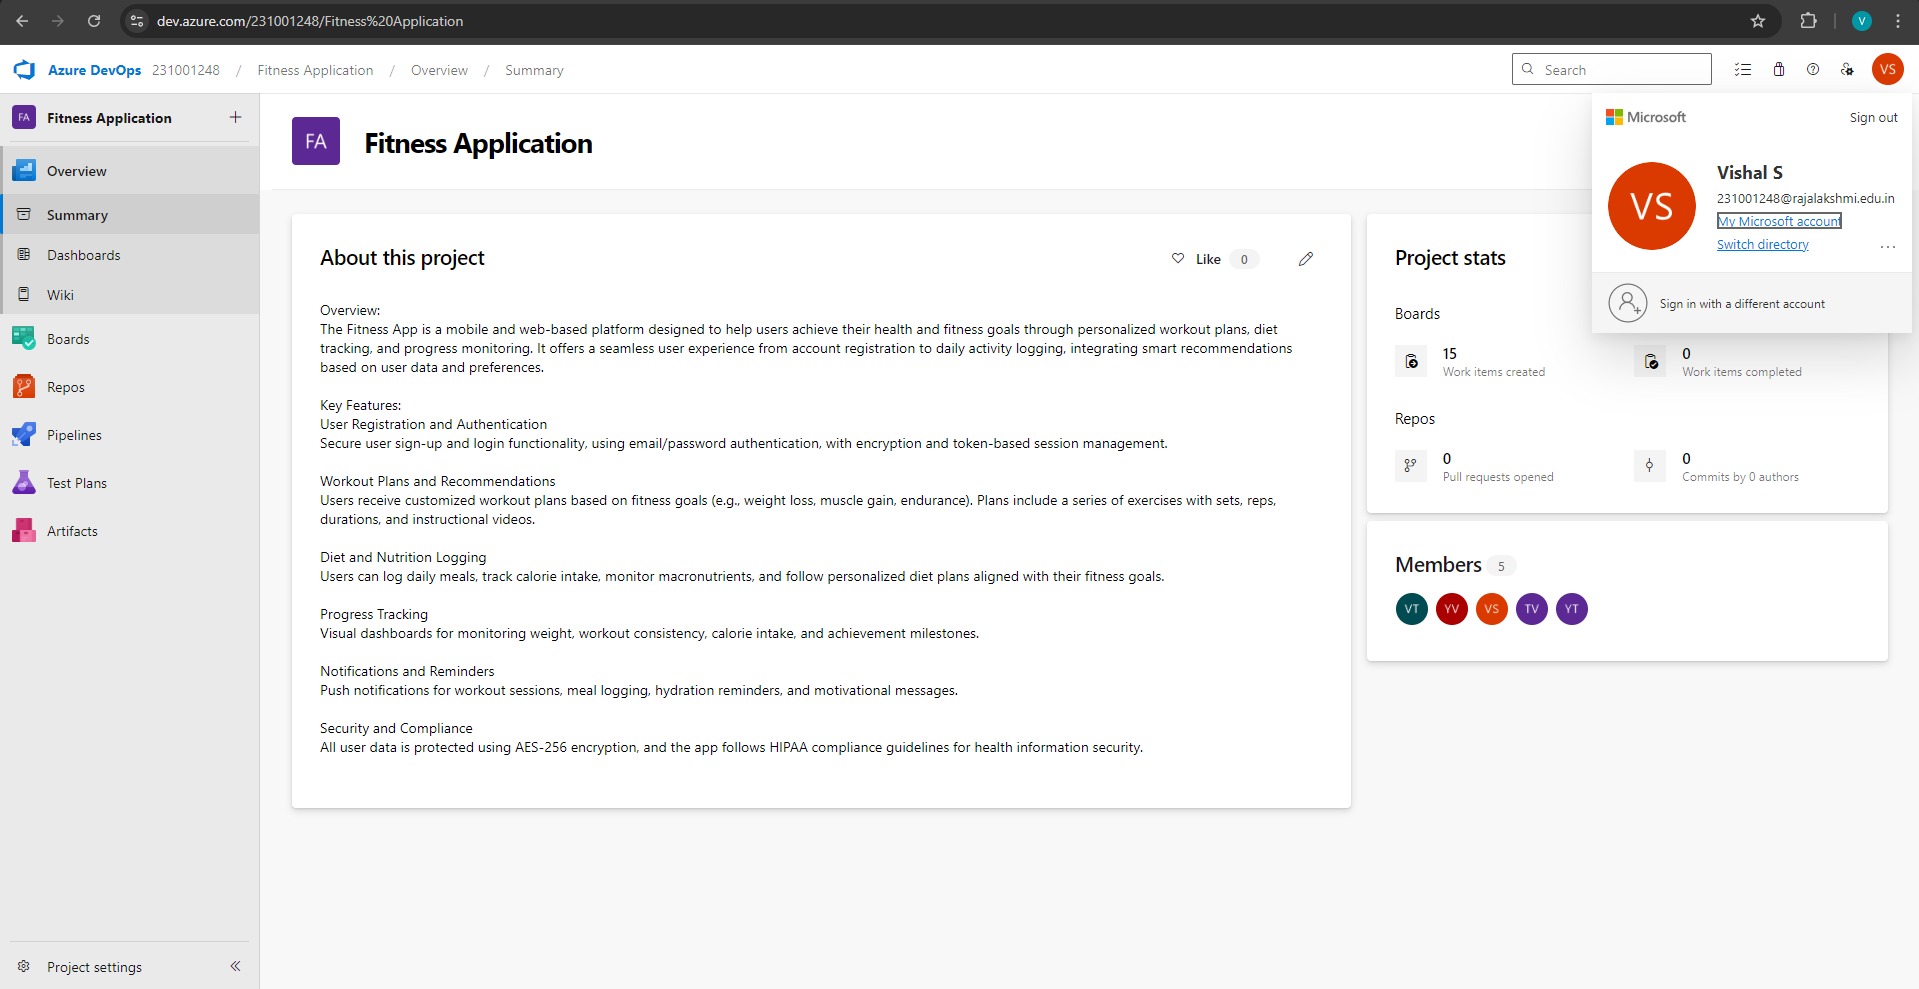 dev.azure.com/231001248/Fitness%20Application
V
Azure DevOps 231001248 / Fitness Application / Overview / Summary
Search
VS
FA Fitness Application +
Overview
Summary
Dashboards
Wiki
Boards
Repos
Pipelines
Test Plans
Artifacts
Project settings
FA Fitness Application
About this project
Like 0
Overview:
The Fitness App is a mobile and web-based platform designed to help users achieve their health and fitness goals through personalized workout plans, diet
tracking, and progress monitoring. It offers a seamless user experience from account registration to daily activity logging, integrating smart recommendations
based on user data and preferences.
Key Features:
User Registration and Authentication
Secure user sign-up and login functionality, using email/password authentication, with encryption and token-based session management.
Workout Plans and Recommendations
Users receive customized workout plans based on fitness goals (e.g., weight loss, muscle gain, endurance). Plans include a series of exercises with sets, reps,
durations, and instructional videos.
Diet and Nutrition Logging
Users can log daily meals, track calorie intake, monitor macronutrients, and follow personalized diet plans aligned with their fitness goals.
Progress Tracking
Visual dashboards for monitoring weight, workout consistency, calorie intake, and achievement milestones.
Notifications and Reminders
Push notifications for workout sessions, meal logging, hydration reminders, and motivational messages.
Security and Compliance
All user data is protected using AES-256 encryption, and the app follows HIPAA compliance guidelines for health information security.
Project stats
Boards
15
Work items created
0
Work items completed
Repos
0
Pull requests opened
0
Commits by 0 authors
Members 5
VT YV VS TV YT
Microsoft
Sign out
VS
Vishal S
231001248@rajalakshmi.edu.in
My Microsoft account
Switch directory
...
Sign in with a different account